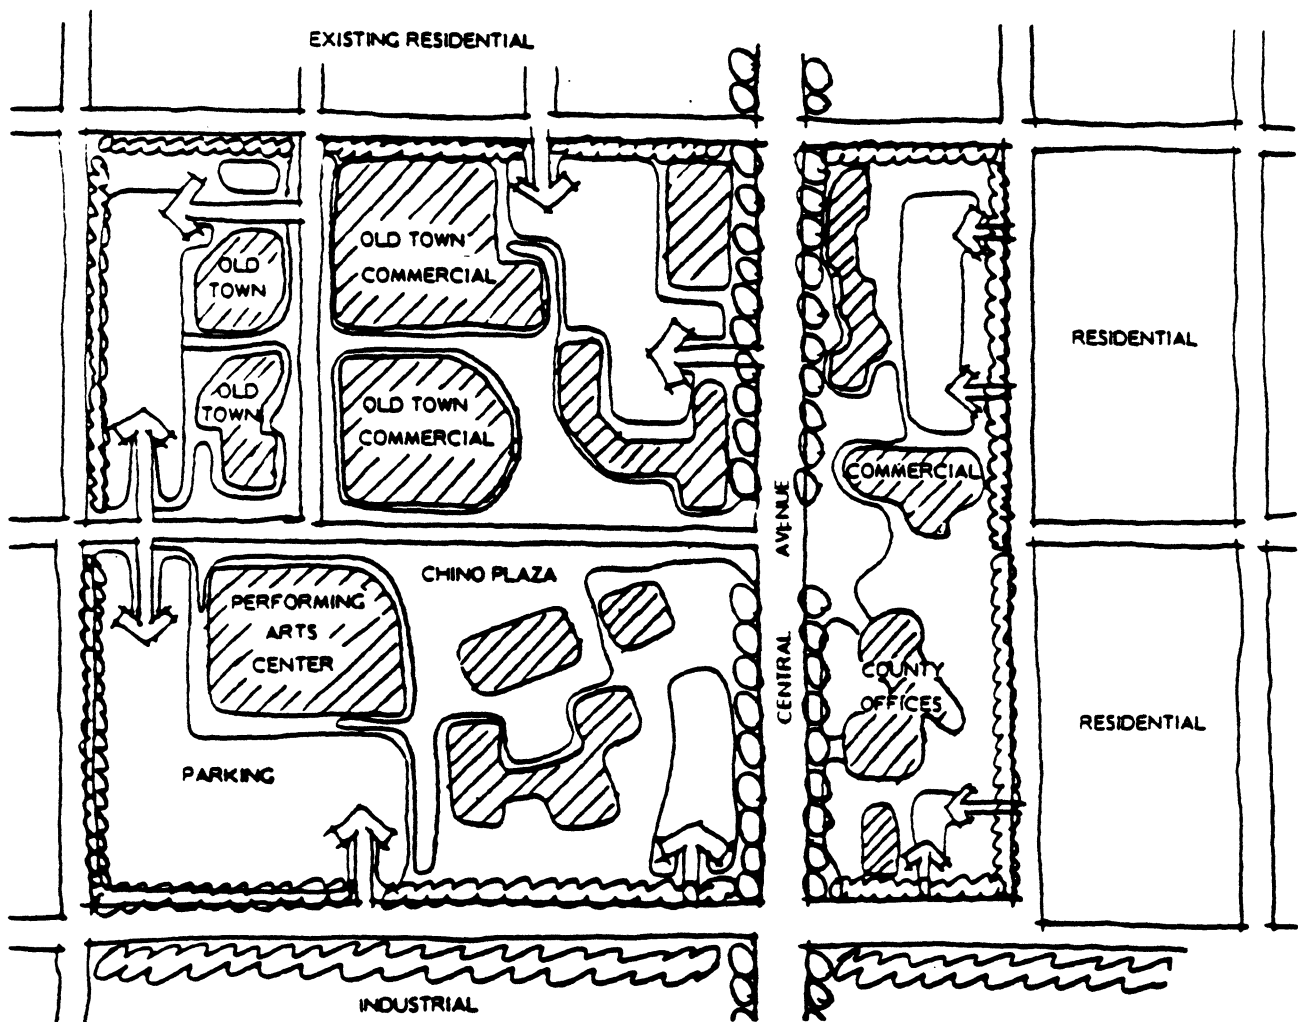 EXISTING RESIDENTIAL
OLD TOWN
COMMERCIAL
OLD
TOWN
RESIDENTIAL
OLD
TOWN
OLD TOWN
COMMERCIAL
COMMERCIAL
CENTRAL AVENUE
CHINO PLAZA
PERFORMING
ARTS
CENTER
COUNTY
OFFICES
RESIDENTIAL
PARKING
INDUSTRIAL